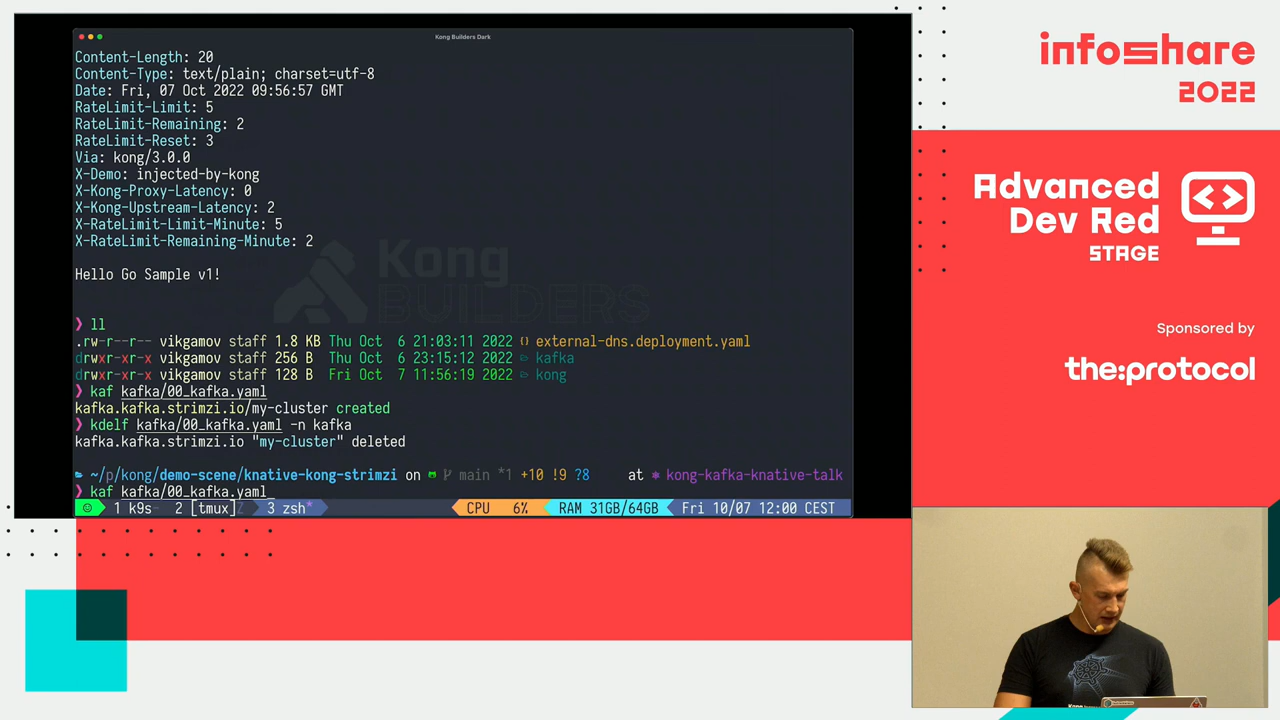 Kong Builders Dark
Content-Length: 20
Content-Type: text/plain; charset=utf-8
Date: Fri, 07 Oct 2022 09:56:57 GMT
RateLimit-Limit: 5
RateLimit-Remaining: 2
RateLimit-Reset: 3
Via: kong/3.0.0
X-Demo: injected-by-kong
X-Kong-Proxy-Latency: 0
X-Kong-Upstream-Latency: 2
X-RateLimit-Limit-Minute: 5
X-RateLimit-Remaining-Minute: 2
Kong
BUILDERS
Hello Go Sample v1!
❯ ll
.rw-r--r-- vikgamov staff 1.8 KB Thu Oct  6 21:03:11 2022 {} external-dns.deployment.yaml
drwxr-xr-x vikgamov staff 256 B  Thu Oct  6 23:15:12 2022 kafka
drwxr-xr-x vikgamov staff 128 B  Fri Oct  7 11:56:19 2022 kong
❯ kaf kafka/00_kafka.yaml
kafka.kafka.strimzi.io/my-cluster created
❯ kdelf kafka/00_kafka.yaml -n kafka
kafka.kafka.strimzi.io "my-cluster" deleted
~/p/kong/demo-scene/knative-kong-strimzi on main *1 +10 !9 ?8 at ⎈ kong-kafka-knative-talk
❯ kaf kafka/00_kafka.yaml_
1 k9s- 2 [tmux]Z 3 zsh* CPU 6% RAM 31GB/64GB Fri 10/07 12:00 CEST
infoshare
2022
Advanced
Dev Red
STAGE
Sponsored by
the:protocol
Kong